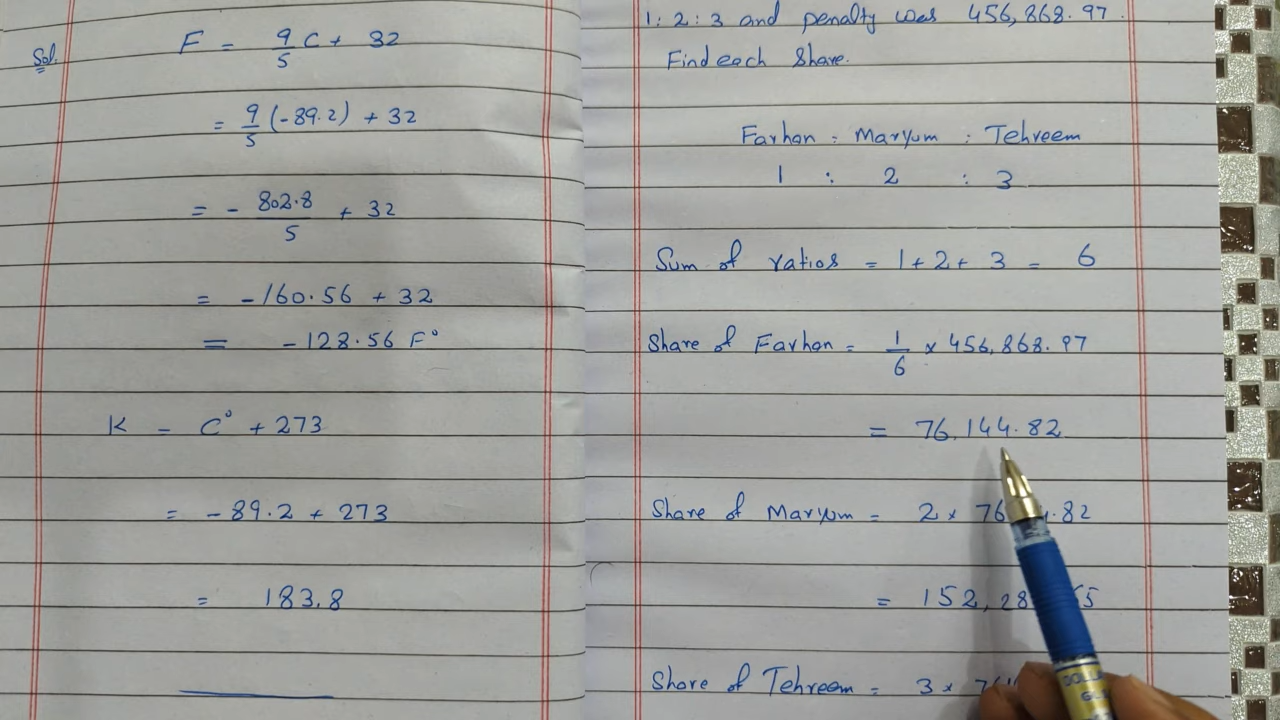 Sol.
F = 9/5 C + 32
= 9/5 (-89.2) + 32
= - 802.8/5 + 32
= -160.56 + 32
= -128.56 F°
K = C° + 273
= -89.2 + 273
= 183.8
1 : 2 : 3 and penalty was 456,868.97.
Find each Share.
Farhan : Maryum : Tehreem
1 : 2 : 3
Sum of ratios = 1 + 2 + 3 = 6
Share of Farhan = 1/6 × 456,868.97
= 76,144.82
Share of Maryum = 2 × 76 .82
= 152,28 5
Share of Tehreem = 3 ×